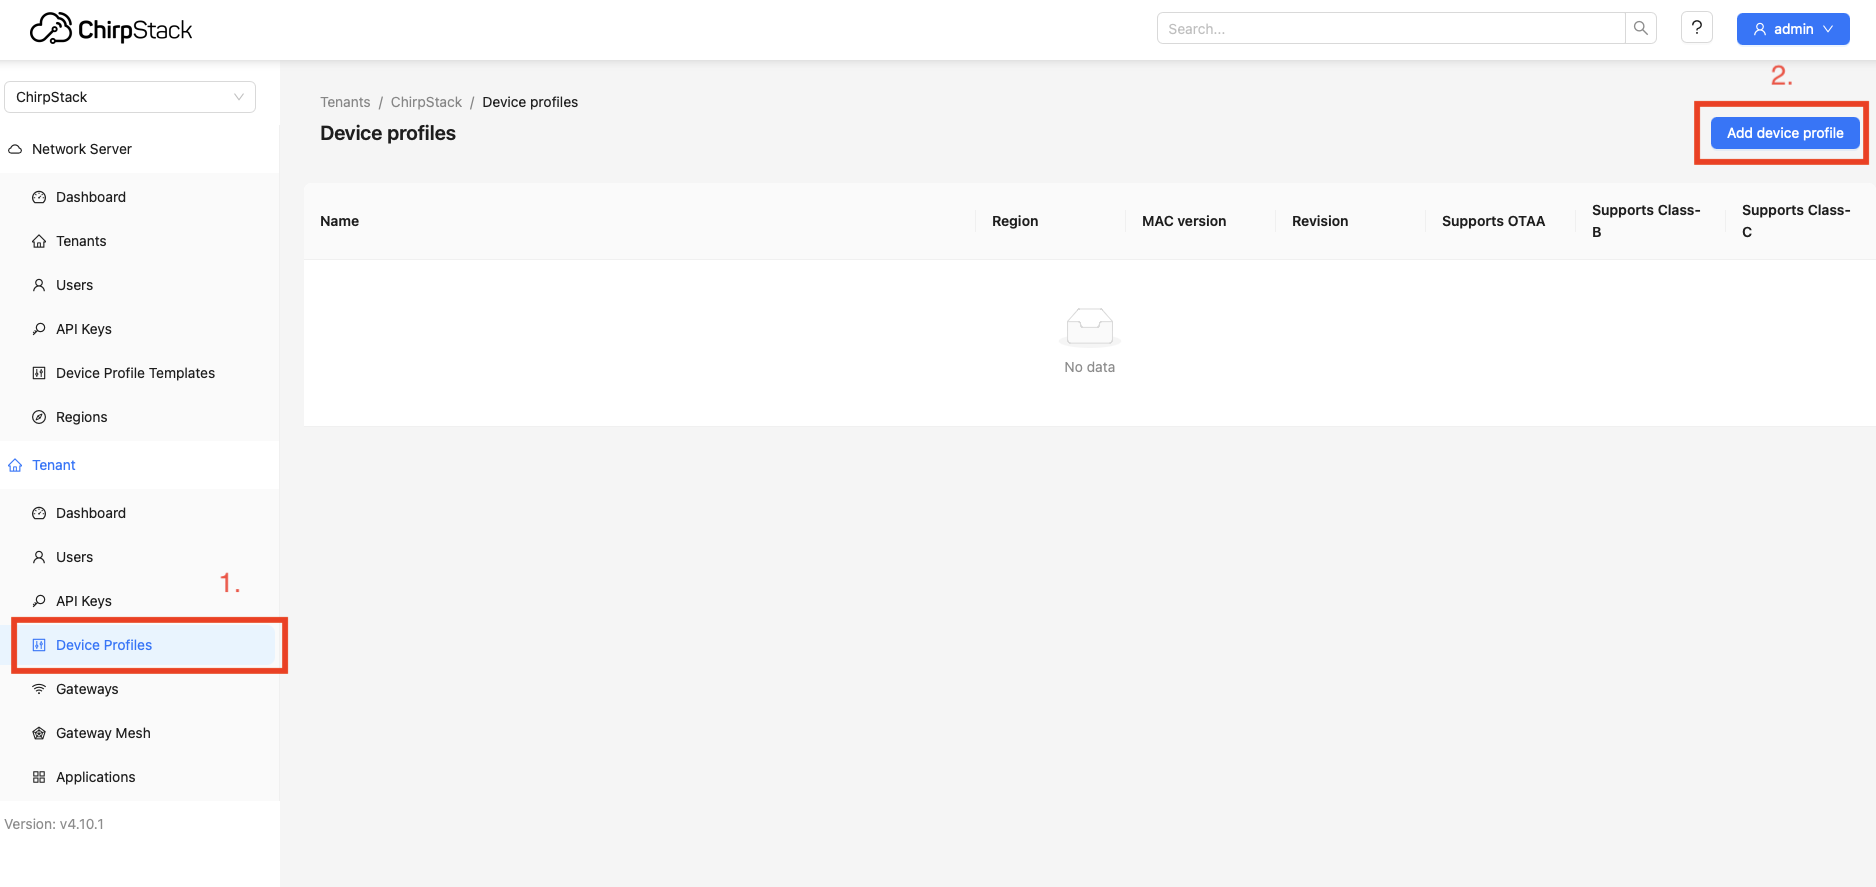 ChirpStack
Search...
?
admin
2.
ChirpStack
Tenants / ChirpStack / Device profiles
Device profiles
Add device profile
Network Server
Dashboard
Tenants
Users
API Keys
Device Profile Templates
Regions
Tenant
Dashboard
Users
1.
API Keys
Device Profiles
Gateways
Gateway Mesh
Applications
Version: v4.10.1
Name
Region
MAC version
Revision
Supports OTAA
Supports Class-
B
Supports Class-
C
No data